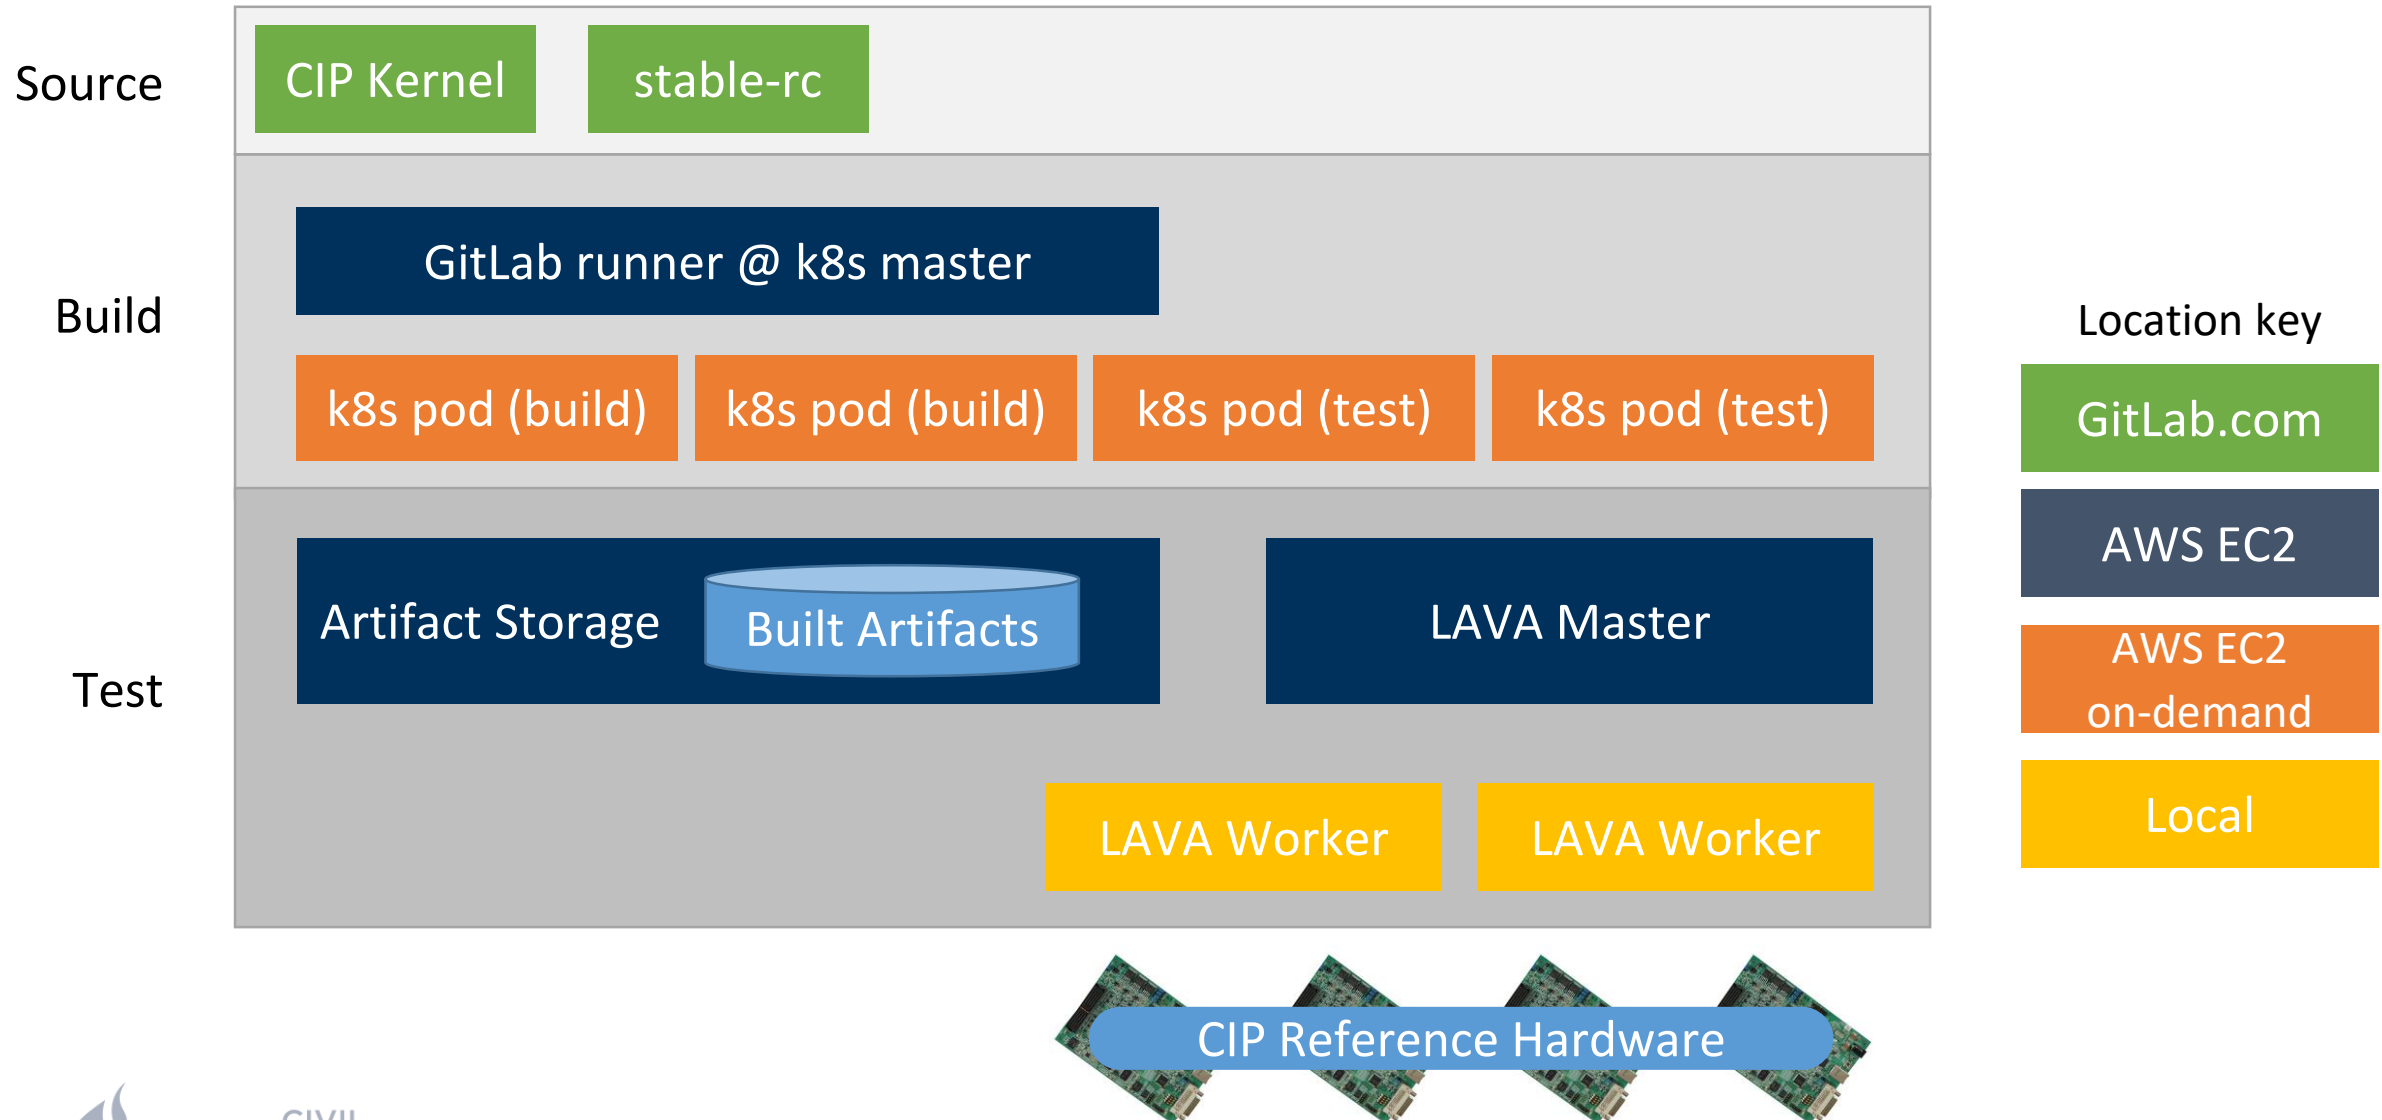 Source
CIP Kernel
stable-rc
Build
GitLab runner @ k8s master
k8s pod (build)
k8s pod (build)
k8s pod (test)
k8s pod (test)
Test
Artifact Storage
Built Artifacts
LAVA Master
LAVA Worker
LAVA Worker
CIP Reference Hardware
Location key
GitLab.com
AWS EC2
AWS EC2
on-demand
Local
CIVIL